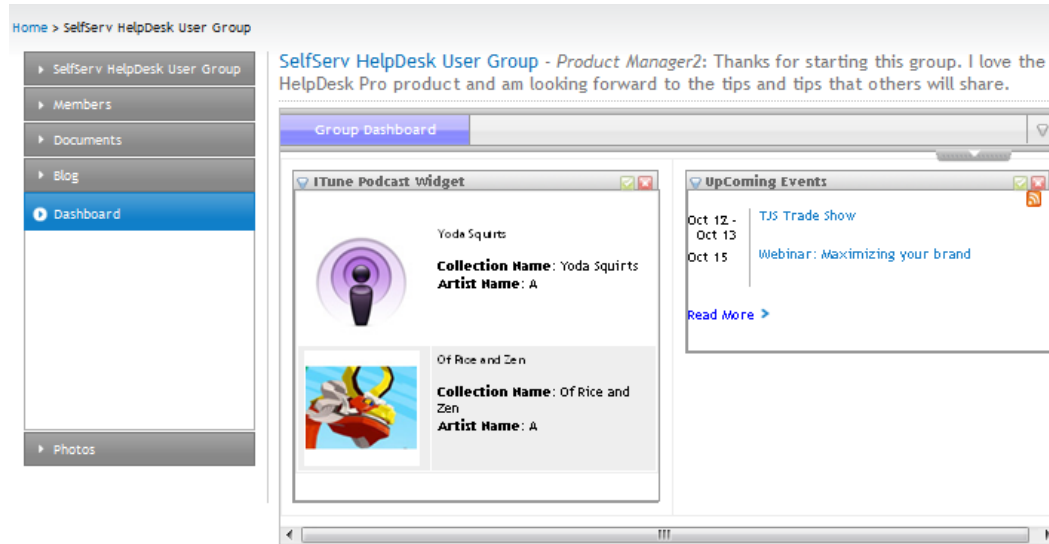 Home > SelfServ HelpDesk User Group
SelfServ HelpDesk User Group
Members
Documents
Blog
Dashboard
Photos
SelfServ HelpDesk User Group - Product Manager2: Thanks for starting this group. I love the
HelpDesk Pro product and am looking forward to the tips and tips that others will share.
Group Dashboard
ITune Podcast Widget
Yoda Squirts
Collection Name: Yoda Squirts
Artist Name: A
Of Rice and Zen
Collection Name: Of Rice and
Zen
Artist Name: A
UpComing Events
Oct 12 -
Oct 13
TJS Trade Show
Oct 15
Webinar: Maximizing your brand
Read More >